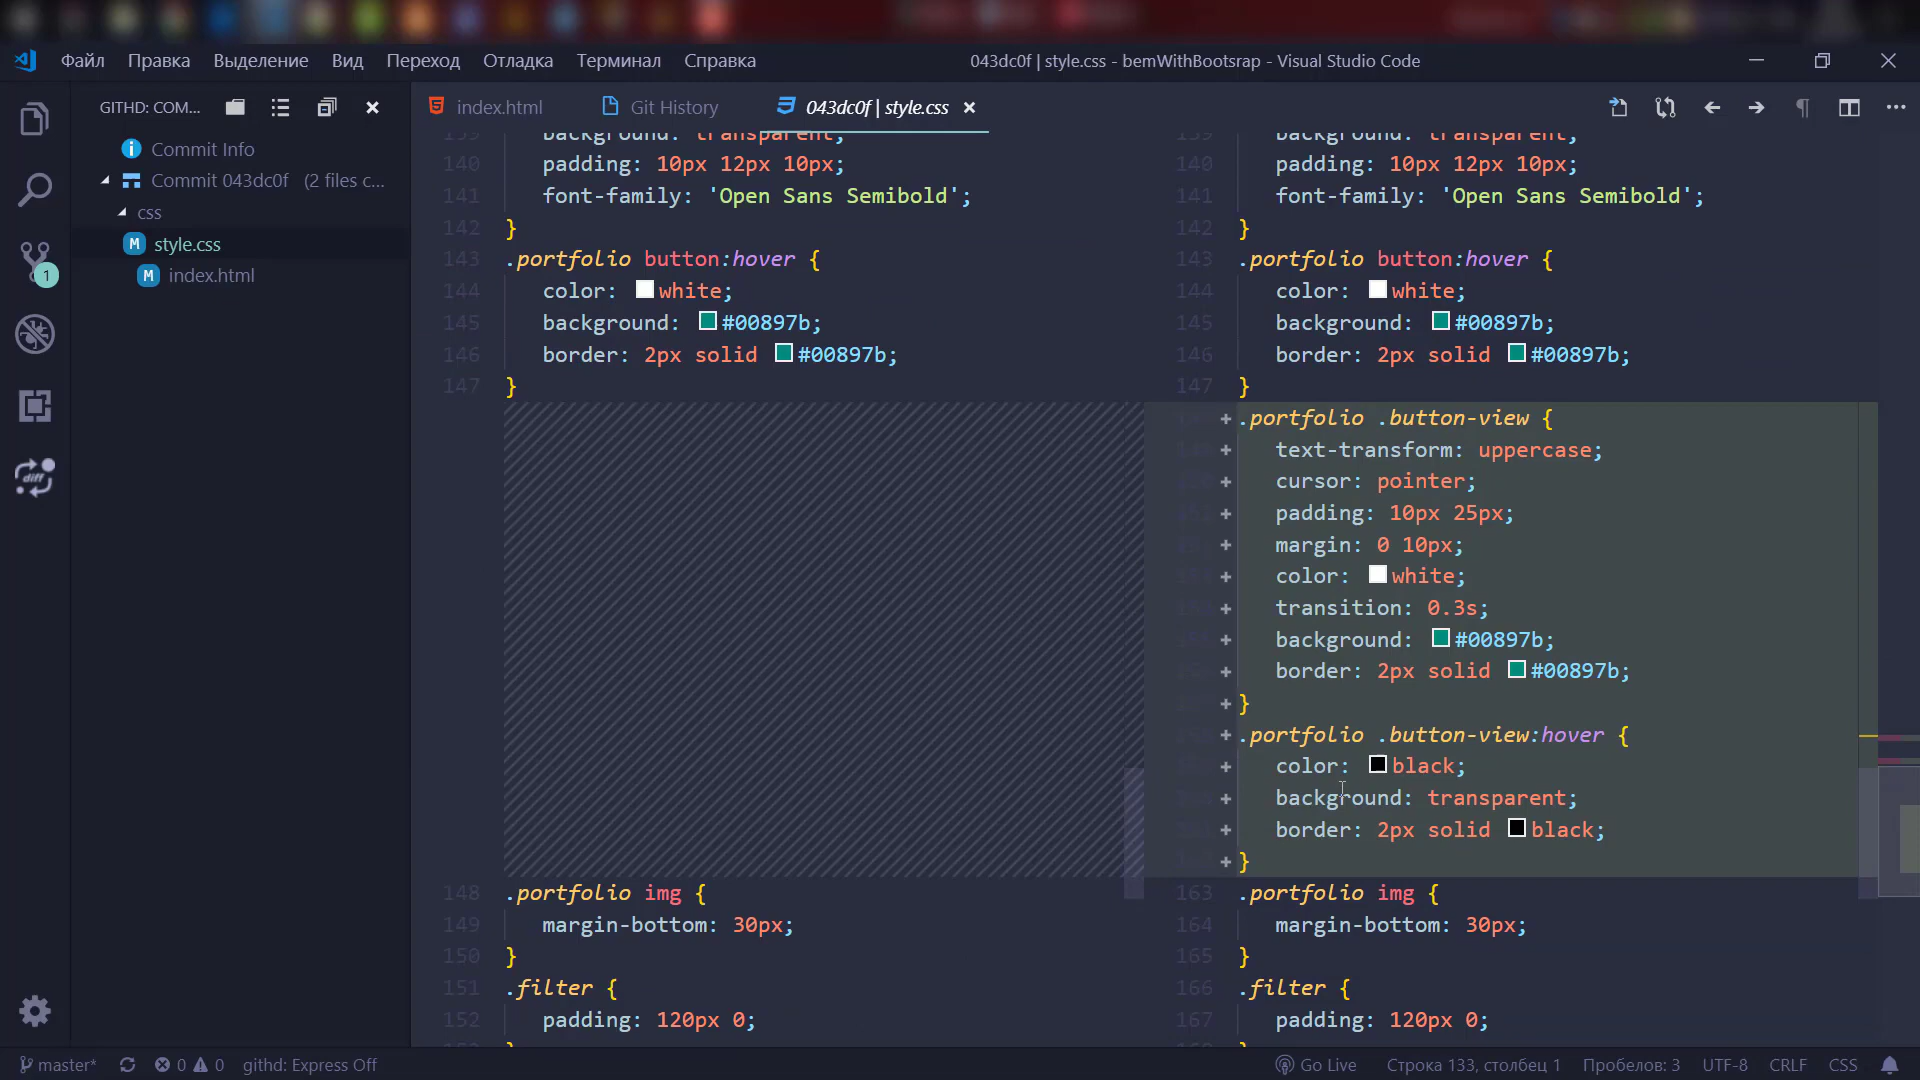 Файл Правка Выделение Вид Переход Отладка Терминал Справка
043dc0f | style.css - bemWithBootsrap - Visual Studio Code
GITHD: COM...
index.html
Git History
043dc0f | style.css
Commit Info
Commit 043dc0f (2 files c...
css
M style.css
M index.html
1
diff
139 background: transparent;
140 padding: 10px 12px 10px;
141 font-family: 'Open Sans Semibold';
142 }
143 .portfolio button:hover {
144 color: white;
145 background: #00897b;
146 border: 2px solid #00897b;
147 }
148 .portfolio img {
149 margin-bottom: 30px;
150 }
151 .filter {
152 padding: 120px 0;
139 background: transparent;
140 padding: 10px 12px 10px;
141 font-family: 'Open Sans Semibold';
142 }
143 .portfolio button:hover {
144 color: white;
145 background: #00897b;
146 border: 2px solid #00897b;
147 }
+ .portfolio .button-view {
+ text-transform: uppercase;
+ cursor: pointer;
+ padding: 10px 25px;
+ margin: 0 10px;
+ color: white;
+ transition: 0.3s;
+ background: #00897b;
+ border: 2px solid #00897b;
+ }
+ .portfolio .button-view:hover {
+ color: black;
+ background: transparent;
+ border: 2px solid black;
+ }
163 .portfolio img {
164 margin-bottom: 30px;
165 }
166 .filter {
167 padding: 120px 0;
master* 0 0 githd: Express Off
Go Live Строка 133, столбец 1 Пробелов: 3 UTF-8 CRLF CSS